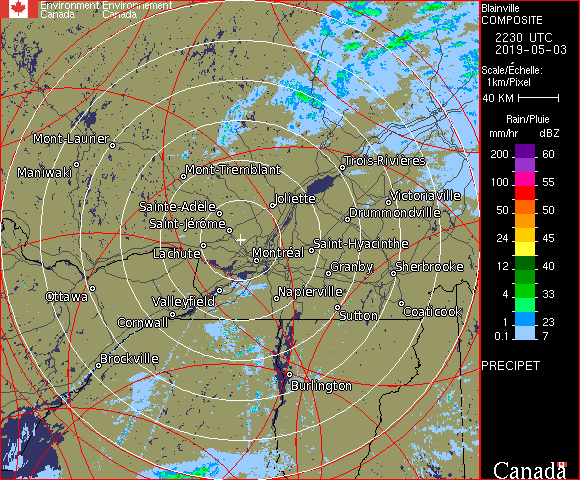 Environment Environnement
Canada Canada
Blainville
COMPOSITE
2230 UTC
2019-05-03
Scale/Échelle:
1km/Pixel
40 KM
Rain/Pluie
mm/hr dBZ
200 60
150 57
100 55
50 50
24 45
12 40
4 33
1 23
0.1 7
PRECIPET
Canada
Mont-Laurier
Maniwaki
Mont-Tremblant
Trois-Rivières
Joliette
Victoriaville
Sainte-Adèle
Drummondville
Saint-Jérôme
Saint-Hyacinthe
Lachute
Montréal
Granby
Sherbrooke
Ottawa
Valleyfield
Napierville
Coaticook
Cornwall
Sutton
Brockville
Burlington